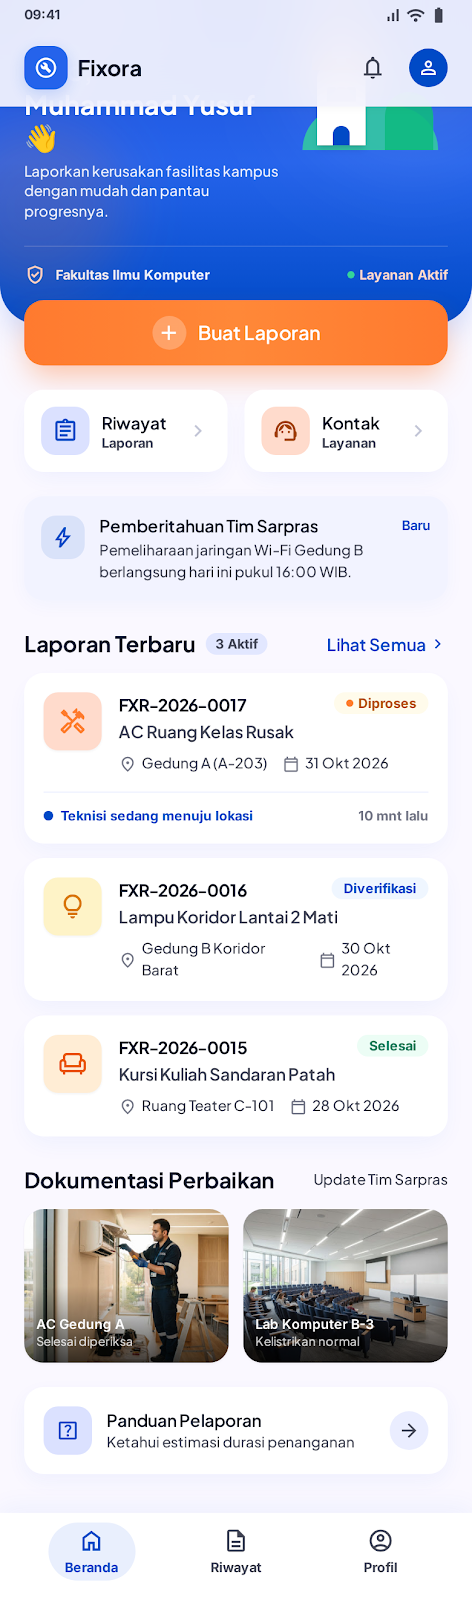 09:41
Fixora
Muhammad Yusuf
👋
Laporkan kerusakan fasilitas kampus
dengan mudah dan pantau
progresnya.
Fakultas Ilmu Komputer
Layanan Aktif
Buat Laporan
Riwayat
Laporan
Kontak
Layanan
Pemberitahuan Tim Sarpras
Baru
Pemeliharaan jaringan Wi-Fi Gedung B
berlangsung hari ini pukul 16:00 WIB.
Laporan Terbaru
3 Aktif
Lihat Semua
FXR-2026-0017
Diproses
AC Ruang Kelas Rusak
Gedung A (A-203)
31 Okt 2026
Teknisi sedang menuju lokasi
10 mnt lalu
FXR-2026-0016
Diverifikasi
Lampu Koridor Lantai 2 Mati
Gedung B Koridor
Barat
30 Okt
2026
FXR-2026-0015
Selesai
Kursi Kuliah Sandaran Patah
Ruang Teater C-101
28 Okt 2026
Dokumentasi Perbaikan
Update Tim Sarpras
AC Gedung A
Selesai diperiksa
Lab Komputer B-3
Kelistrikan normal
Panduan Pelaporan
Ketahui estimasi durasi penanganan
Beranda
Riwayat
Profil